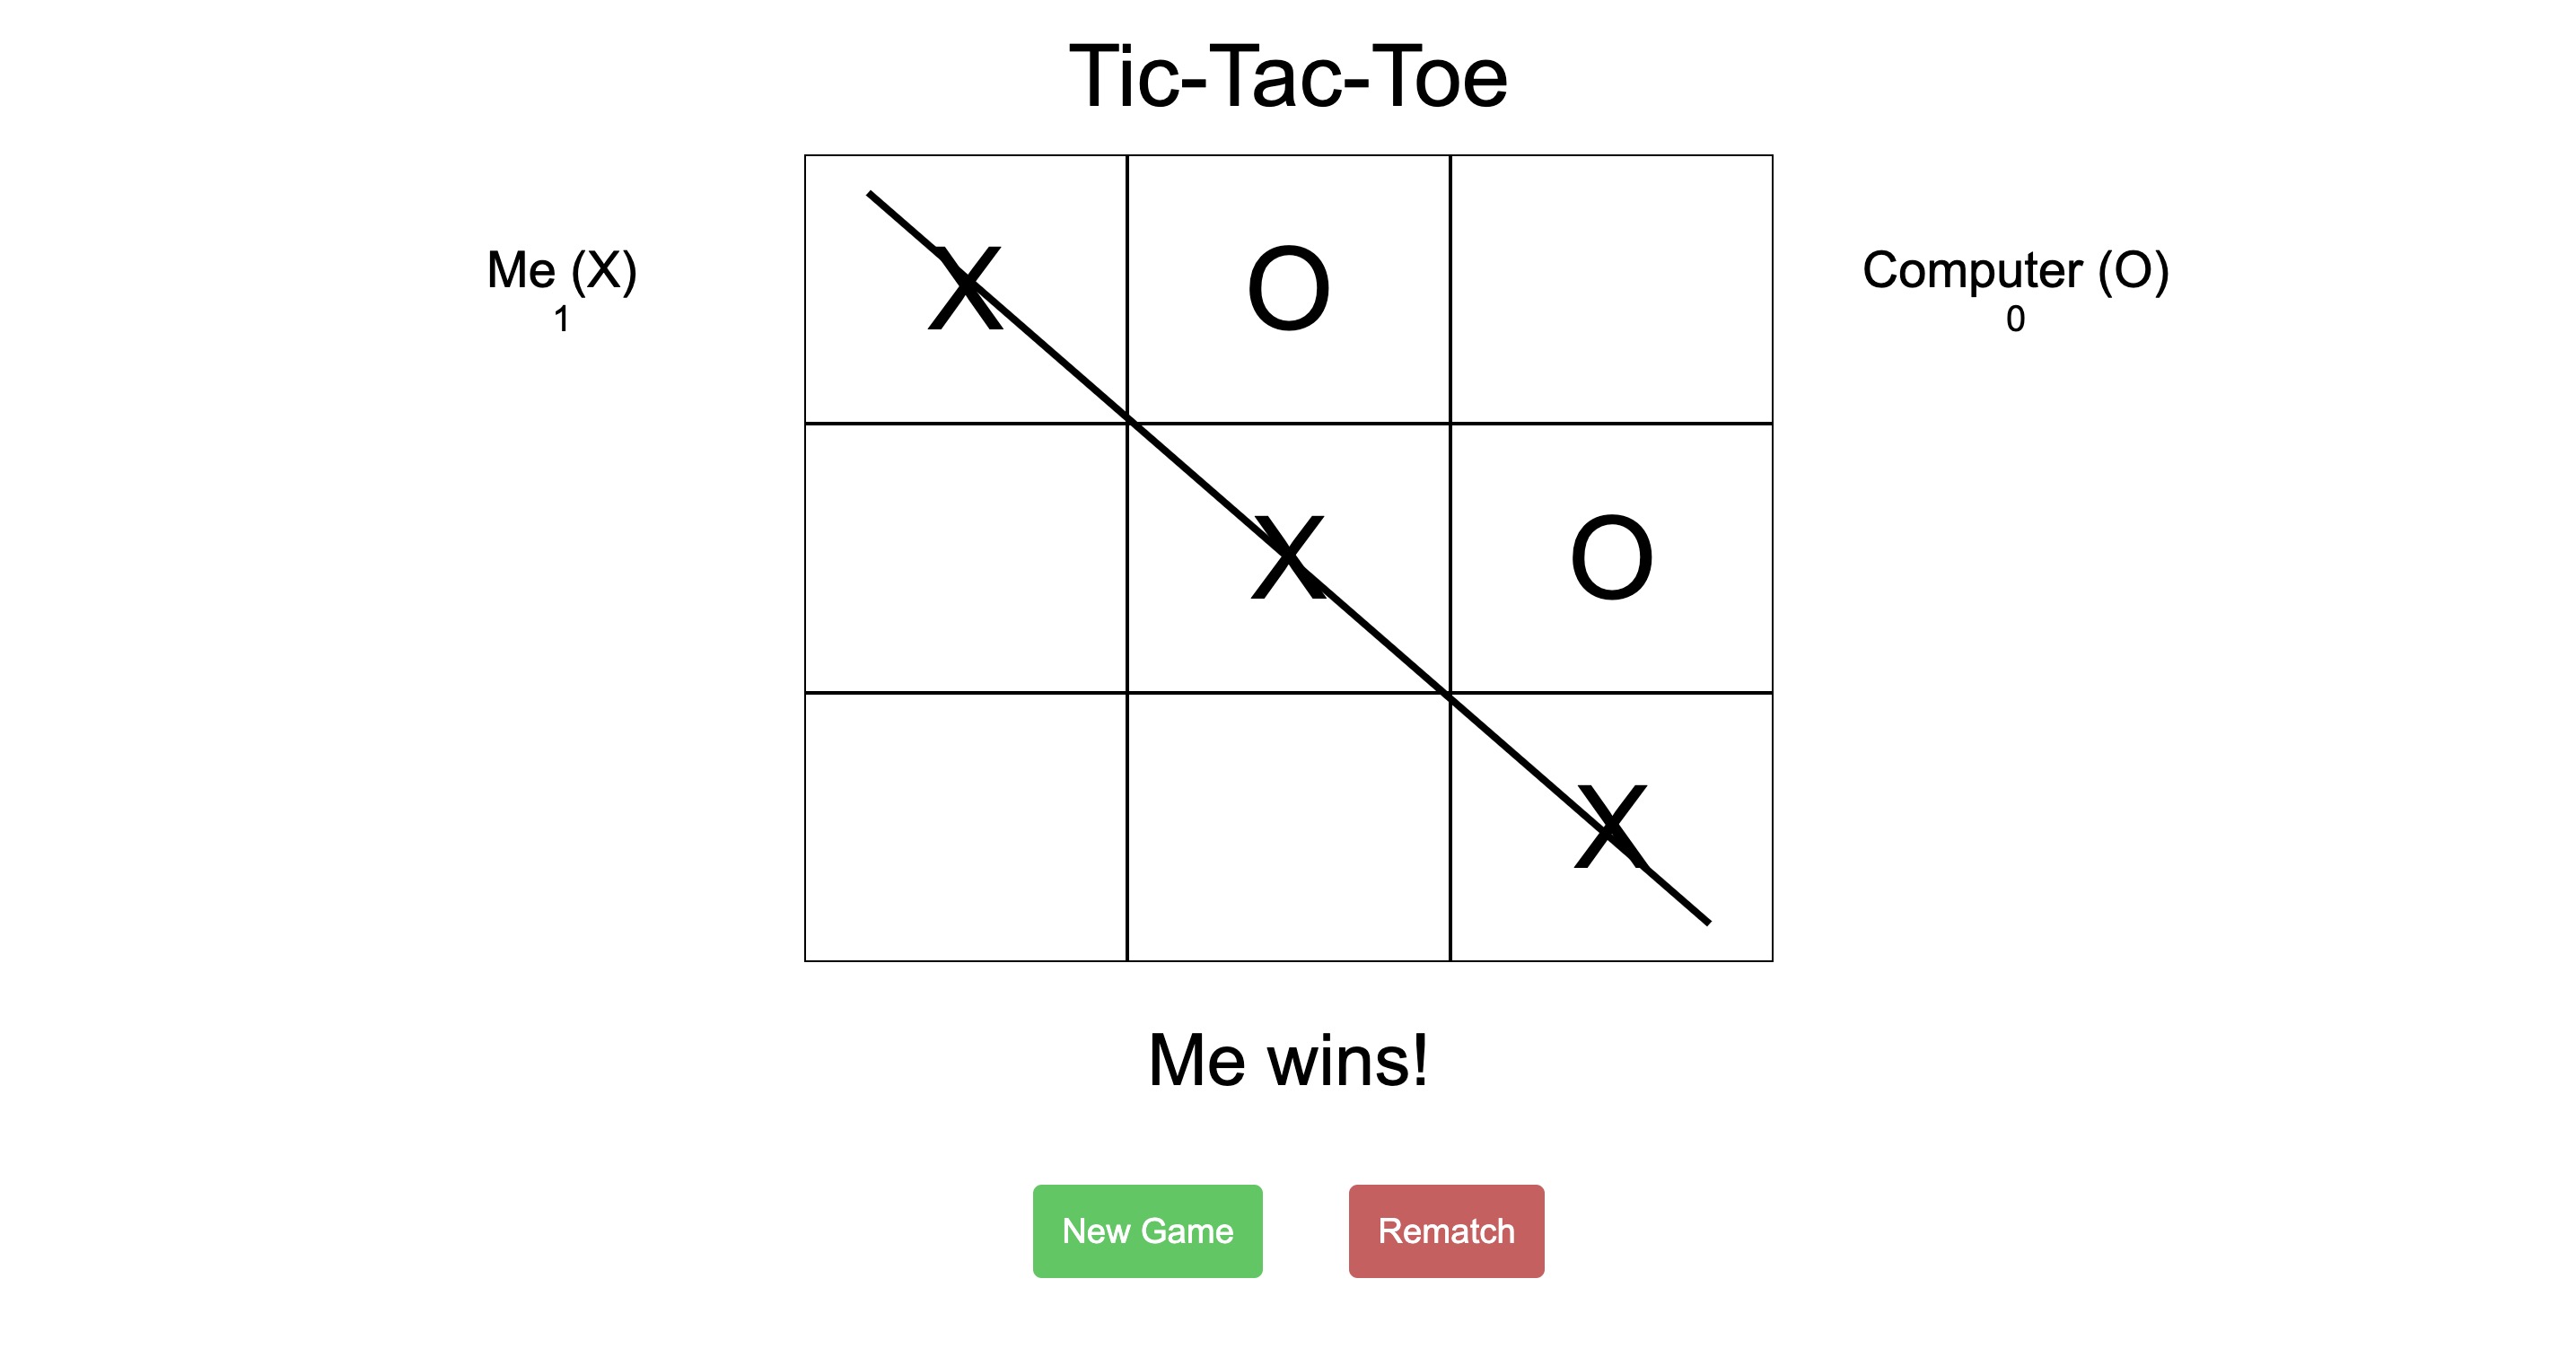 Tic-Tac-Toe
Me (X)
1
X O
X O
X
Computer (O)
0
Me wins!
New Game
Rematch